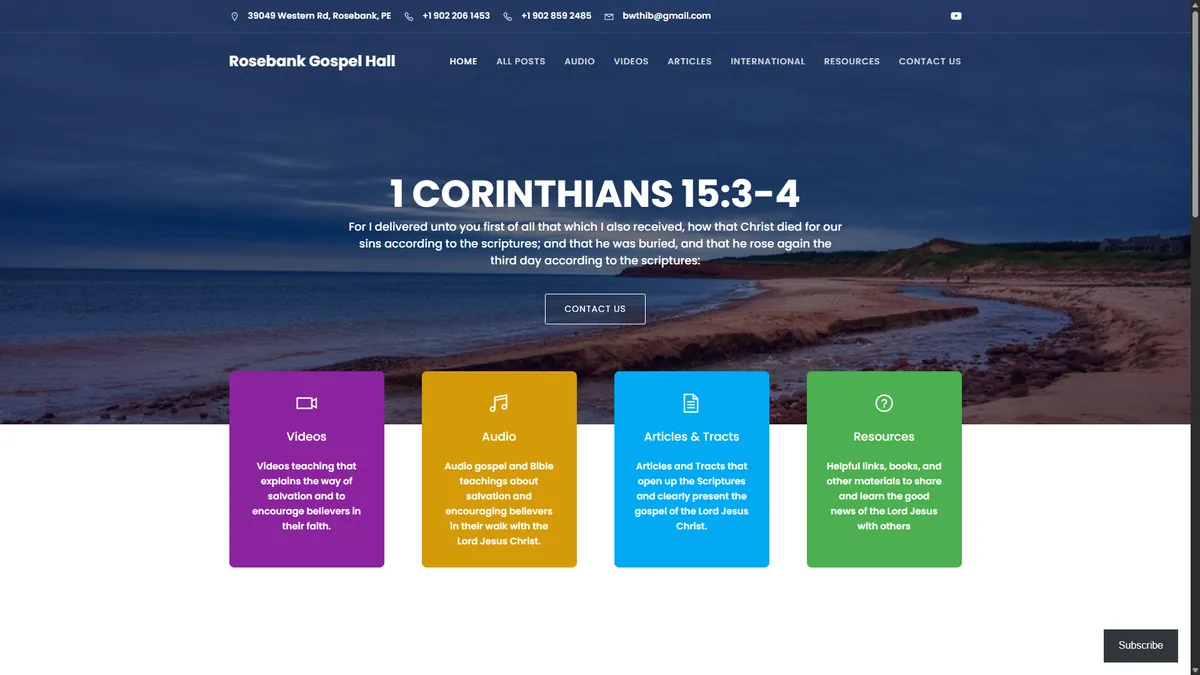 39049 Western Rd, Rosebank, PE +1 902 206 1453 +1 902 859 2485 bwthib@gmail.com
Rosebank Gospel Hall HOME ALL POSTS AUDIO VIDEOS ARTICLES INTERNATIONAL RESOURCES CONTACT US
1 CORINTHIANS 15:3-4
For I delivered unto you first of all that which I also received, how that Christ died for our
sins according to the scriptures; and that he was buried, and that he rose again the
third day according to the scriptures:
CONTACT US
Videos
Videos teaching that
explains the way of
salvation and to
encourage believers in
their faith.
Audio
Audio gospel and Bible
teachings about
salvation and
encouraging believers
in their walk with the
Lord Jesus Christ.
Articles & Tracts
Articles and Tracts that
open up the Scriptures
and clearly present the
gospel of the Lord Jesus
Christ.
Resources
Helpful links, books, and
other materials to share
and learn the good
news of the Lord Jesus
with others
Subscribe